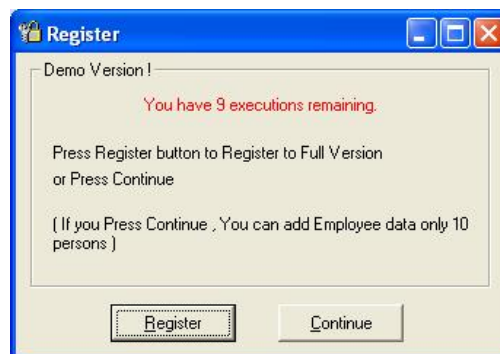 Register
Demo Version !
You have 9 executions remaining.
Press Register button to Register to Full Version
or Press Continue
( If you Press Continue , You can add Employee data only 10
persons )
Register
Continue